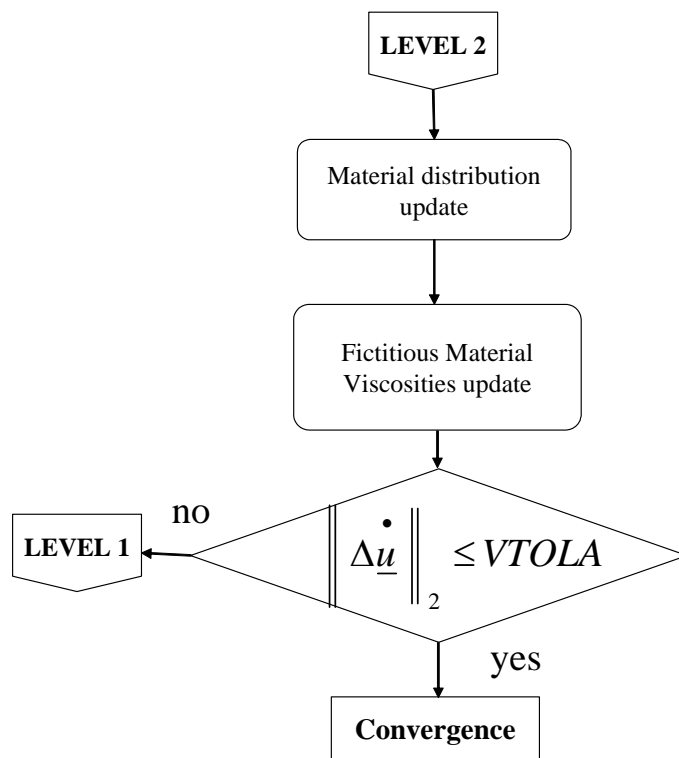 LEVEL 2
Material distribution
update
Fictitious Material
Viscosities update
no
LEVEL 1
‖Δu̲̇‖₂ ≤ VTOLA
yes
Convergence